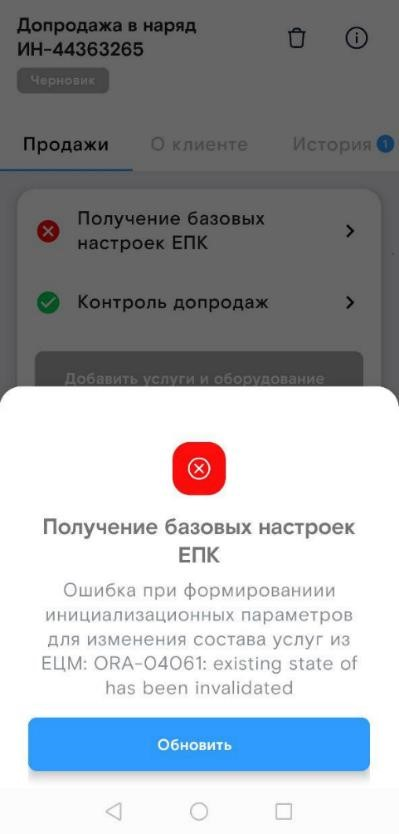 Допродажа в наряд
ИН-44363265
Черновик
Продажи О клиенте История 1
Получение базовых
настроек ЕПК
Контроль допродаж
Добавить услуги и оборудование
Получение базовых настроек
ЕПК
Ошибка при формированиии
инициализационных параметров
для изменения состава услуг из
ЕЦМ: ORA-04061: existing state of
has been invalidated
Обновить